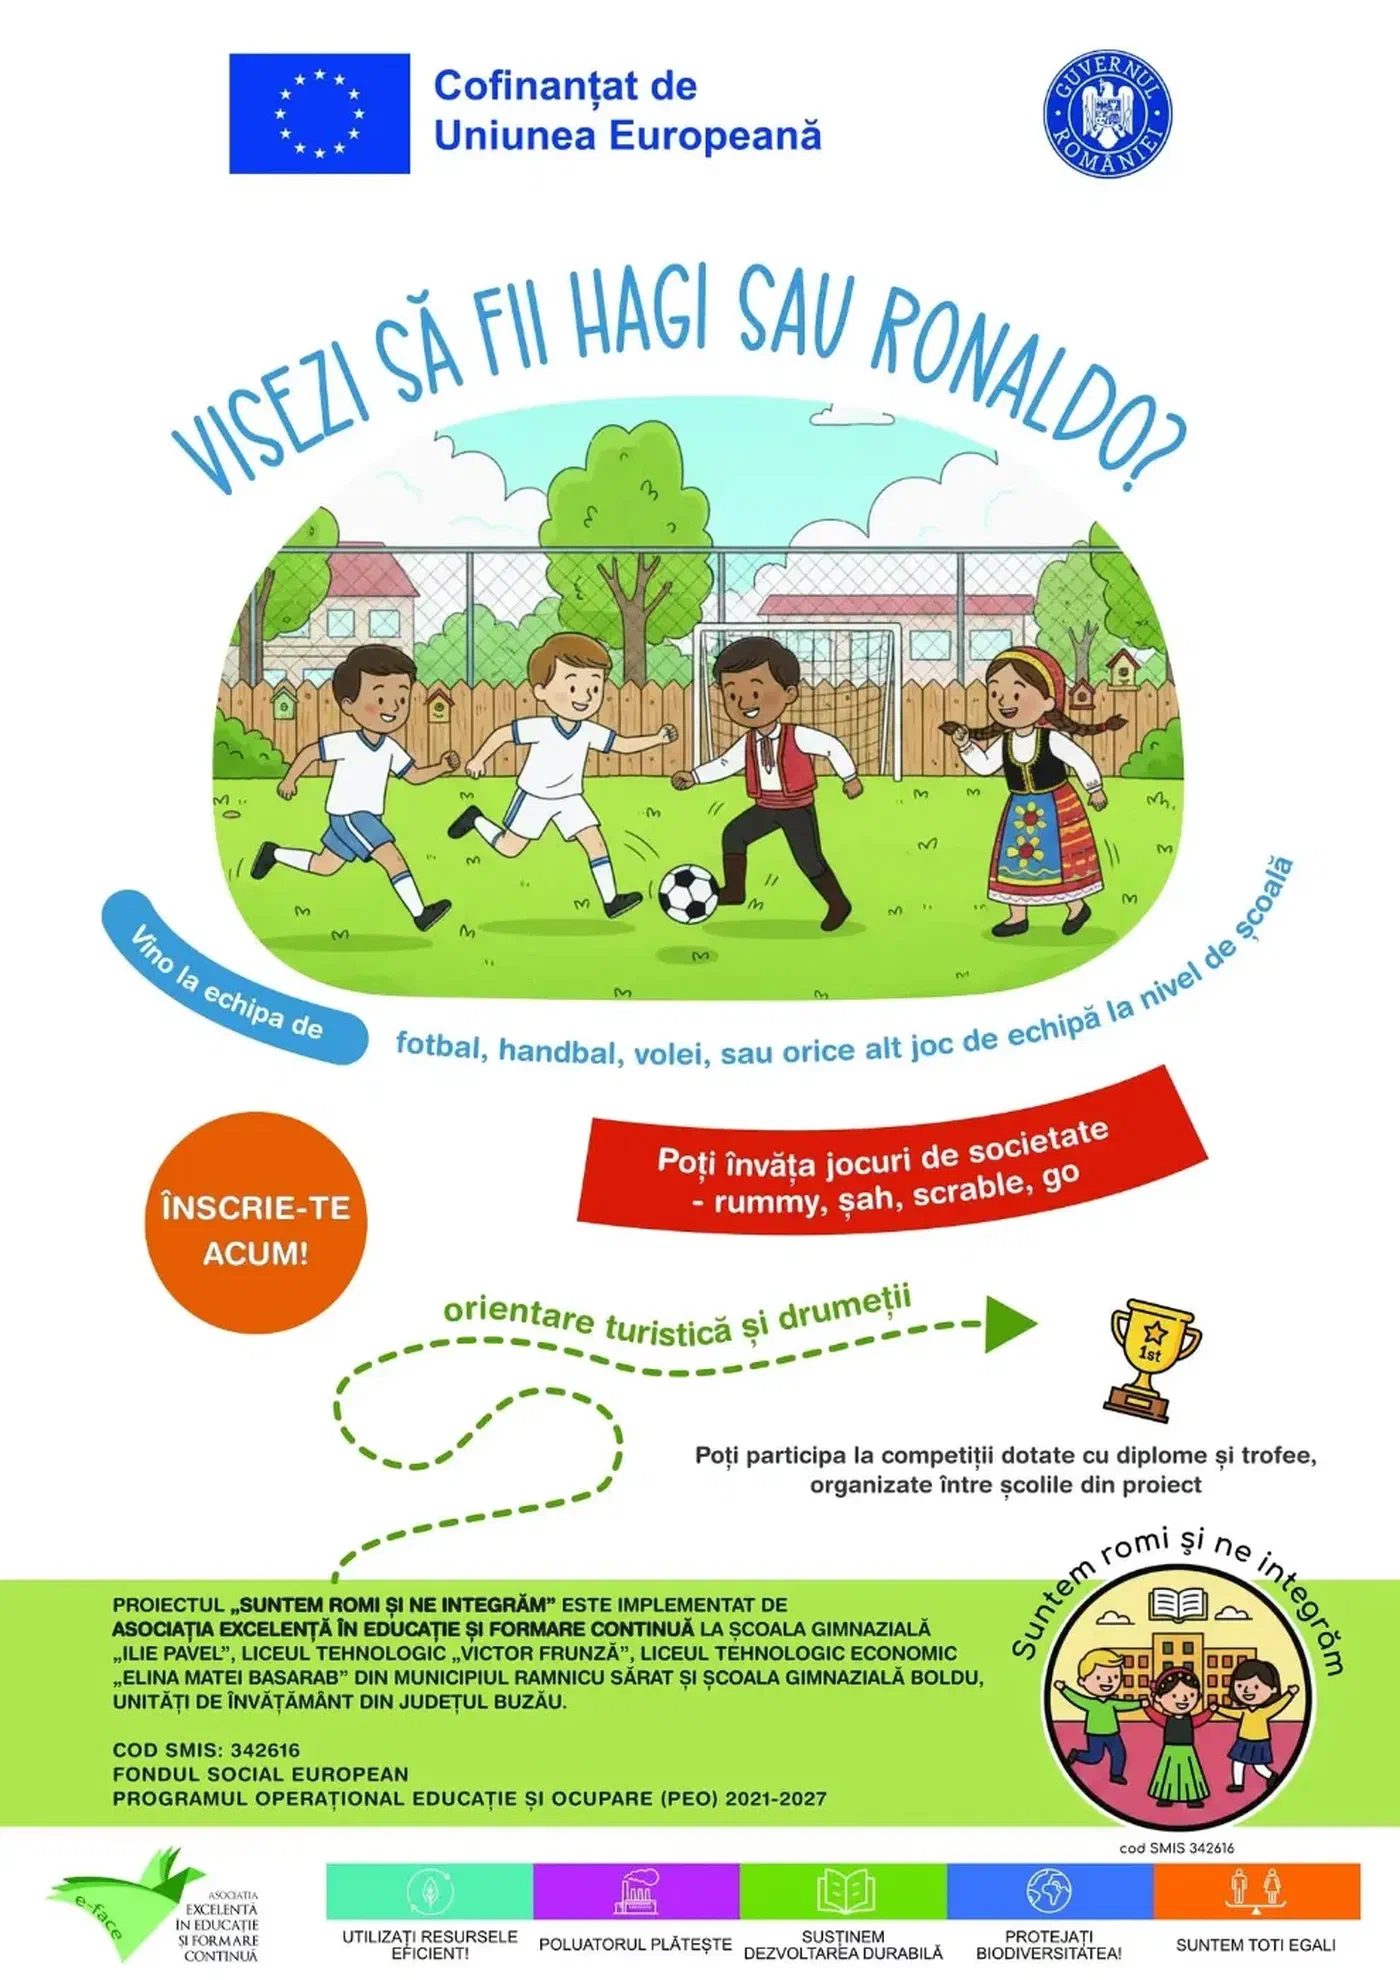 Cofinanțat de
Uniunea Europeană
GUVERNUL ROMÂNIEI
VISEZI SĂ FII HAGI SAU RONALDO?
Vino la echipa de
fotbal, handbal, volei, sau orice alt joc de echipă la nivel de școală
Poți învăța jocuri de societate
- rummy, șah, scrable, go
ÎNSCRIE-TE
ACUM!
orientare turistică și drumeții
1st
Poți participa la competiții dotate cu diplome și trofee,
organizate între școlile din proiect
Suntem romi și ne integrăm
PROIECTUL „SUNTEM ROMI ȘI NE INTEGRĂM” ESTE IMPLEMENTAT DE
ASOCIAȚIA EXCELENȚĂ ÎN EDUCAȚIE ȘI FORMARE CONTINUĂ LA ȘCOALA GIMNAZIALĂ
„ILIE PAVEL”, LICEUL TEHNOLOGIC „VICTOR FRUNZĂ”, LICEUL TEHNOLOGIC ECONOMIC
„ELINA MATEI BASARAB” DIN MUNICIPIUL RAMNICU SĂRAT ȘI ȘCOALA GIMNAZIALĂ BOLDU,
UNITĂȚI DE ÎNVĂȚĂMÂNT DIN JUDEȚUL BUZĂU.
COD SMIS: 342616
FONDUL SOCIAL EUROPEAN
PROGRAMUL OPERAȚIONAL EDUCAȚIE ȘI OCUPARE (PEO) 2021-2027
cod SMIS 342616
e-face
ASOCIAȚIA
EXCELENȚĂ
ÎN EDUCAȚIE
ȘI FORMARE
CONTINUĂ
UTILIZAȚI RESURSELE
EFICIENT!
POLUATORUL PLĂTEȘTE
SUSȚINEM
DEZVOLTAREA DURABILĂ
PROTEJAȚI
BIODIVERSITATEA!
SUNTEM TOTI EGALI